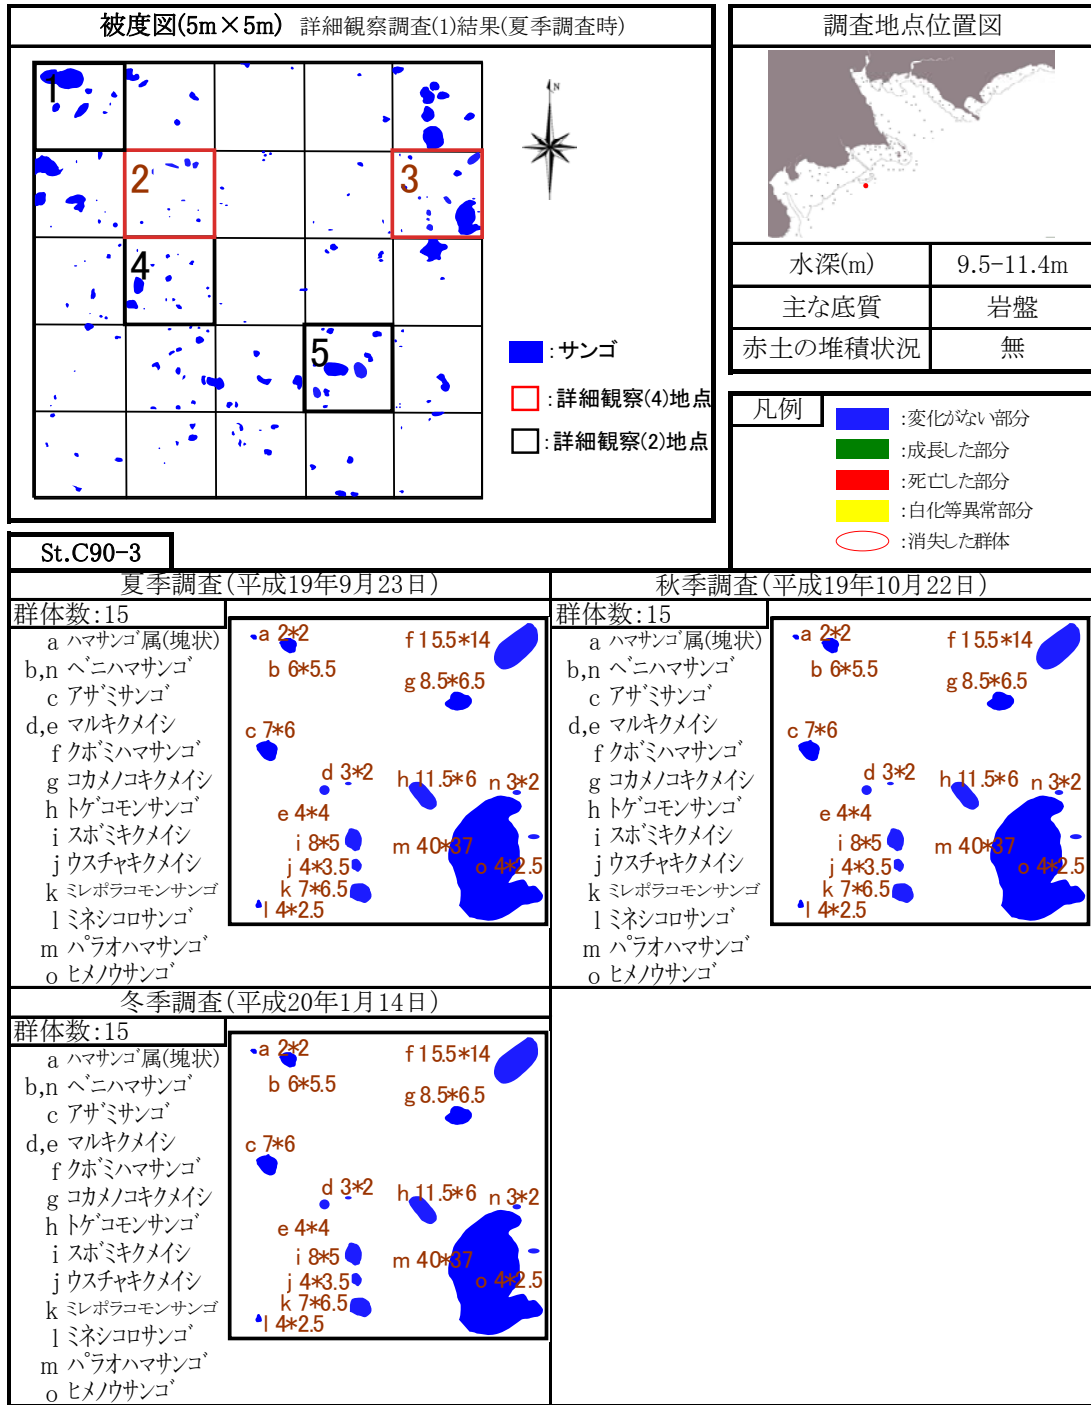 被度図(5m×5m) 詳細観察調査(1)結果(夏季調査時)
1
2
3
4
5
N
:サンゴ
:詳細観察(4)地点
:詳細観察(2)地点
調査地点位置図
水深(m) 9.5-11.4m
主な底質 岩盤
赤土の堆積状況 無
凡例
:変化がない部分
:成長した部分
:死亡した部分
:白化等異常部分
:消失した群体
St.C90-3
夏季調査(平成19年9月23日)
群体数:15
a ハマサンゴ属(塊状)
b,n ベニハマサンゴ
c アザミサンゴ
d,e マルキクメイシ
f クボミハマサンゴ
g コカメノコキクメイシ
h トゲコモンサンゴ
i スボミキクメイシ
j ウスチャキクメイシ
k ミレポラコモンサンゴ
l ミネシコロサンゴ
m パラオハマサンゴ
o ヒメノウサンゴ
a 2*2
f 15.5*14
b 6*5.5
g 8.5*6.5
c 7*6
d 3*2
h 11.5*6
n 3*2
e 4*4
i 8*5
m 40*37
j 4*3.5
o 4*2.5
k 7*6.5
l 4*2.5
秋季調査(平成19年10月22日)
群体数:15
a ハマサンゴ属(塊状)
b,n ベニハマサンゴ
c アザミサンゴ
d,e マルキクメイシ
f クボミハマサンゴ
g コカメノコキクメイシ
h トゲコモンサンゴ
i スボミキクメイシ
j ウスチャキクメイシ
k ミレポラコモンサンゴ
l ミネシコロサンゴ
m パラオハマサンゴ
o ヒメノウサンゴ
a 2*2
f 15.5*14
b 6*5.5
g 8.5*6.5
c 7*6
d 3*2
h 11.5*6
n 3*2
e 4*4
i 8*5
m 40*37
j 4*3.5
o 4*2.5
k 7*6.5
l 4*2.5
冬季調査(平成20年1月14日)
群体数:15
a ハマサンゴ属(塊状)
b,n ベニハマサンゴ
c アザミサンゴ
d,e マルキクメイシ
f クボミハマサンゴ
g コカメノコキクメイシ
h トゲコモンサンゴ
i スボミキクメイシ
j ウスチャキクメイシ
k ミレポラコモンサンゴ
l ミネシコロサンゴ
m パラオハマサンゴ
o ヒメノウサンゴ
a 2*2
f 15.5*14
b 6*5.5
g 8.5*6.5
c 7*6
d 3*2
h 11.5*6
n 3*2
e 4*4
i 8*5
m 40*37
j 4*3.5
o 4*2.5
k 7*6.5
l 4*2.5